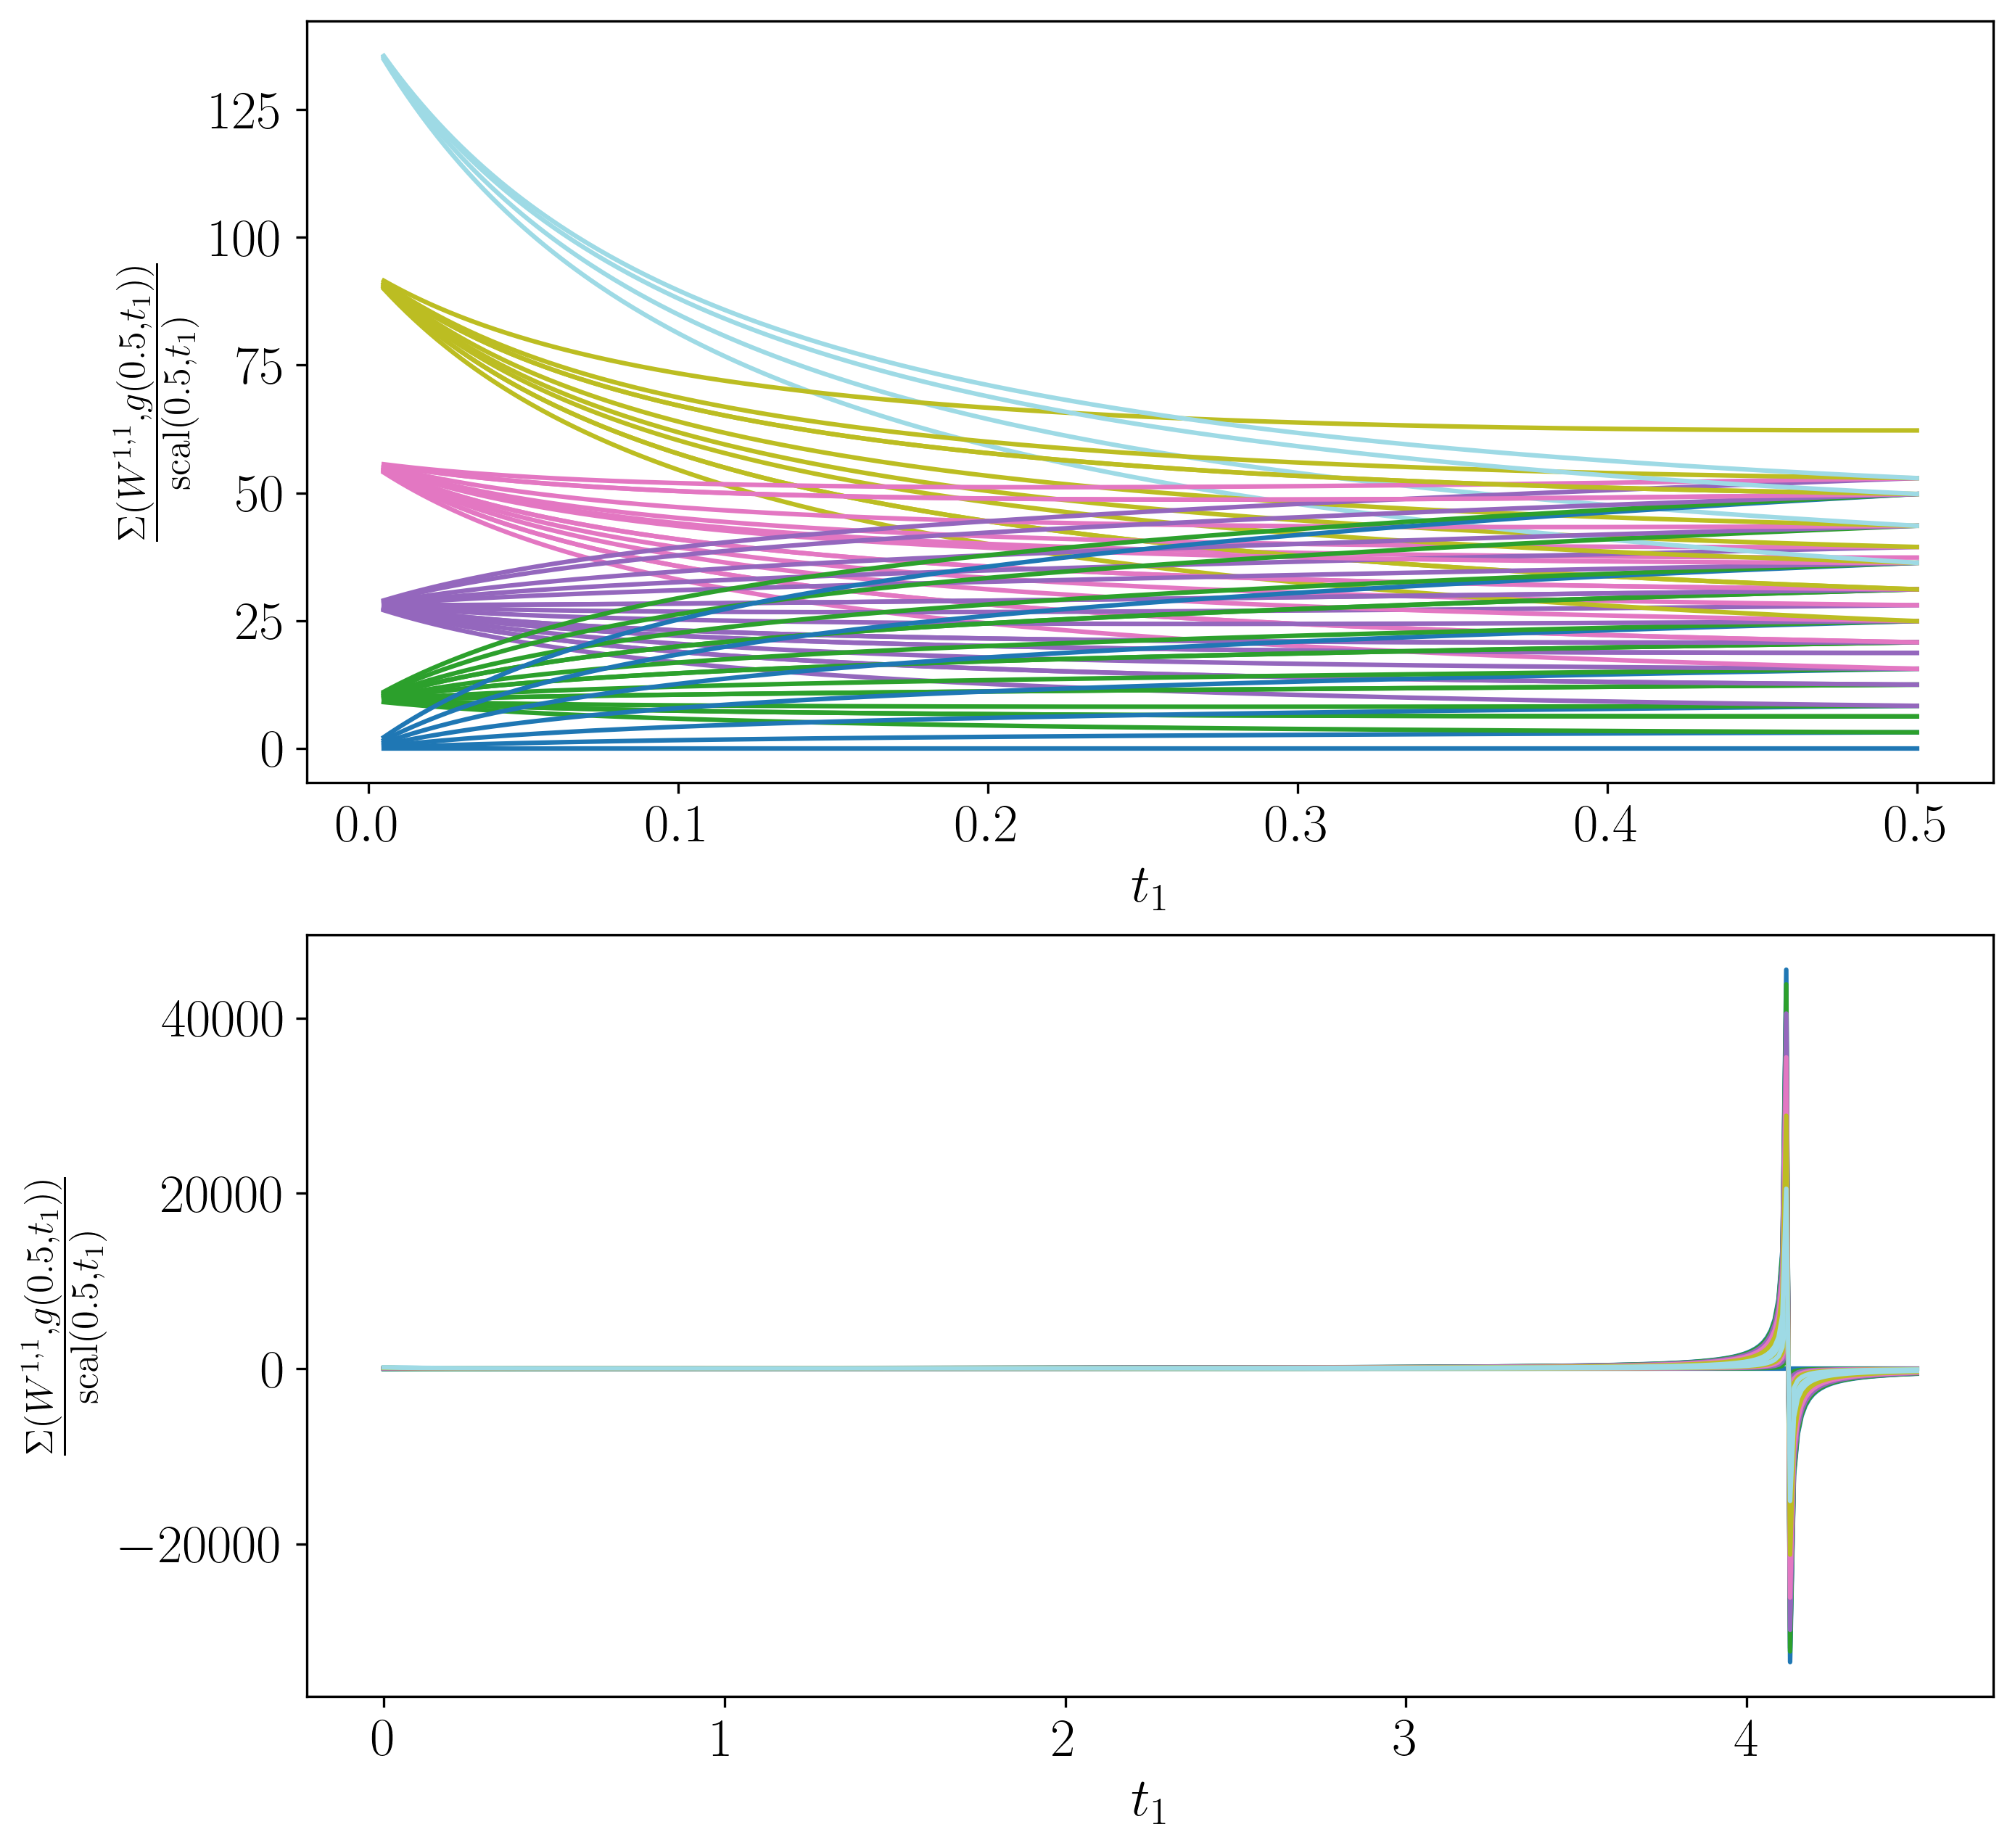 125
100
75
50
25
0
Σ(W^{1,1},g(0.5,t_1))
scal(0.5,t_1)
0.0 0.1 0.2 0.3 0.4 0.5
t_1
40000
20000
0
−20000
Σ(W^{1,1},g(0.5,t_1))
scal(0.5,t_1)
0 1 2 3 4
t_1